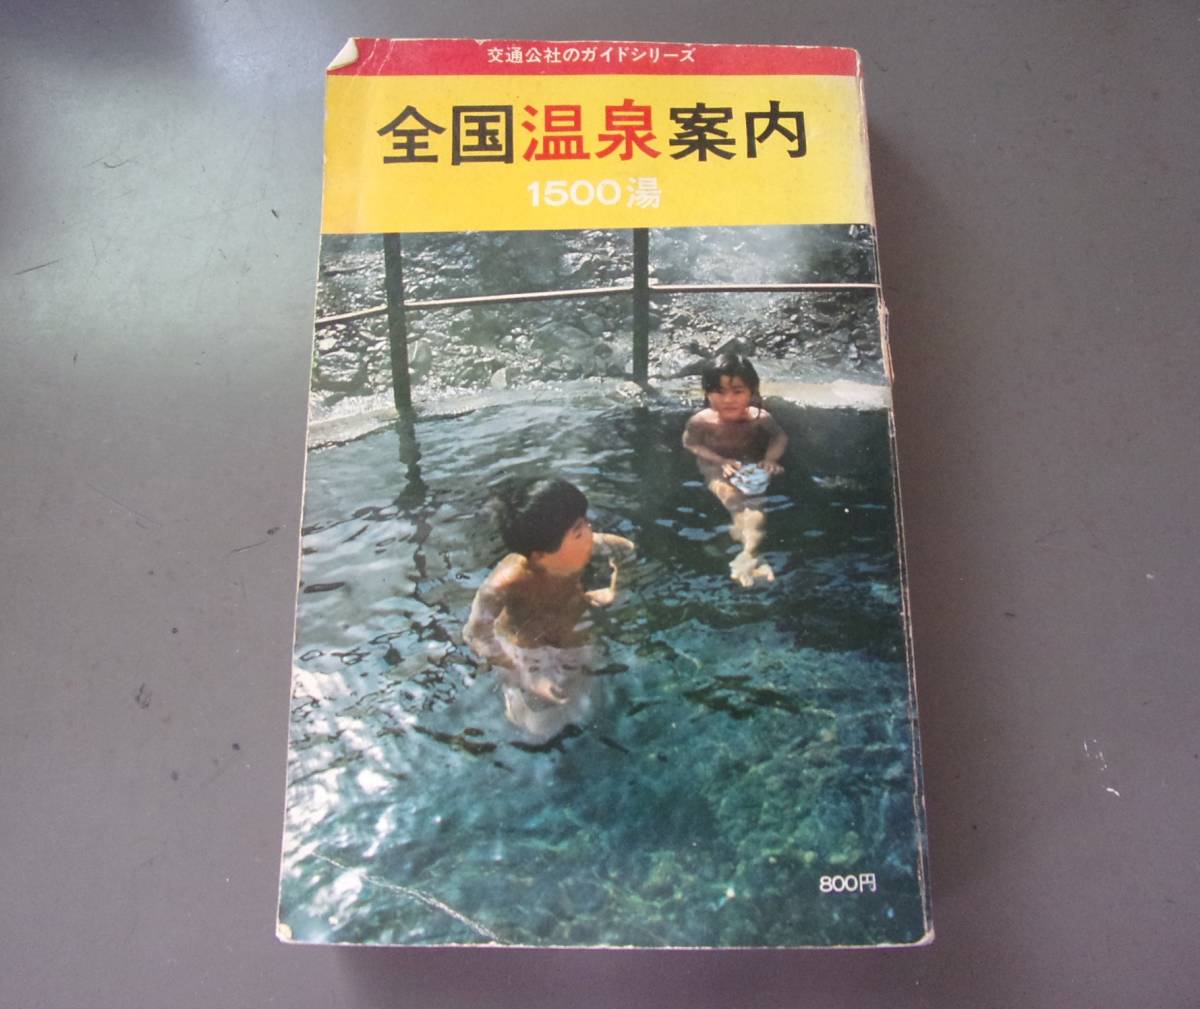 交通公社のガイドシリーズ
全国温泉案内
1500湯
800円